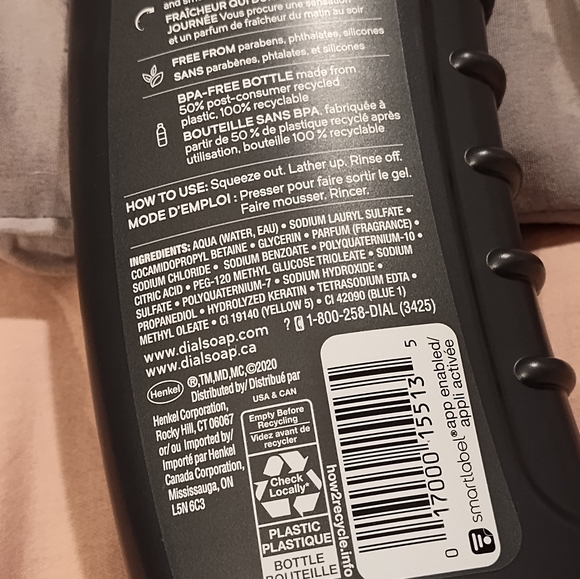 FRAÎCHEUR QUI DU
JOURNÉE Vous procure une sensation
et un parfum de fraîcheur du matin au soir
FREE FROM parabens, phthalates, silicones
SANS parabènes, phtalates, et silicones
BPA-FREE BOTTLE made from
50% post-consumer recycled
plastic, 100% recyclable
BOUTEILLE SANS BPA, fabriquée à
partir de 50 % de plastique recyclé après
utilisation, bouteille 100 % recyclable
HOW TO USE: Squeeze out. Lather up. Rinse off.
MODE D'EMPLOI : Presser pour faire sortir le gel.
Faire mousser. Rincer.
INGREDIENTS: AQUA (WATER, EAU) • SODIUM LAURYL SULFATE •
COCAMIDOPROPYL BETAINE • GLYCERIN • PARFUM (FRAGRANCE) •
SODIUM CHLORIDE • SODIUM BENZOATE • POLYQUATERNIUM-10 •
CITRIC ACID • PEG-120 METHYL GLUCOSE TRIOLEATE • SODIUM
SULFATE • POLYQUATERNIUM-7 • SODIUM HYDROXIDE •
PROPANEDIOL • HYDROLYZED KERATIN • TETRASODIUM EDTA •
METHYL OLEATE • CI 19140 (YELLOW 5) • CI 42090 (BLUE 1)
www.dialsoap.com ? 1-800-258-DIAL (3425)
www.dialsoap.ca
Henkel ®,TM,MD,MC,©2020
Distributed by/Distribué par
Henkel Corporation,
Rocky Hill, CT 06067
or/ou Imported by/
Importé par Henkel
Canada Corporation,
Mississauga, ON
L5N 6C3
USA & CAN
Empty Before
Recycling
Videz avant de
recycler
Check
Locally*
PLASTIC
PLASTIQUE
BOTTLE
BOUTEILLE
how2recycle.info
0 17000 15513 5
smartlabel® app enabled/
appli activée